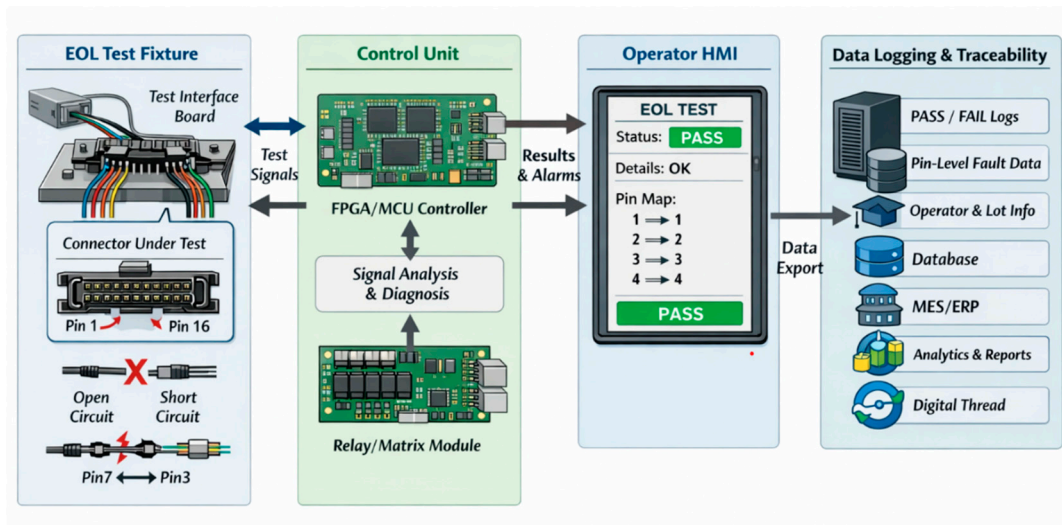 EOL Test Fixture
Test Interface
Board
Connector Under Test
Pin 1
Pin 16
Open
Circuit
Short
Circuit
Pin7
Pin3
Test
Signals
Control Unit
FPGA/MCU Controller
Signal Analysis
& Diagnosis
Relay/Matrix Module
Results
& Alarms
Operator HMI
EOL TEST
Status: PASS
Details: OK
Pin Map:
1 → 1
2 → 2
3 → 3
4 → 4
PASS
Data
Export
Data Logging & Traceability
PASS / FAIL Logs
Pin-Level Fault Data
Operator & Lot Info
Database
MES/ERP
Analytics & Reports
Digital Thread